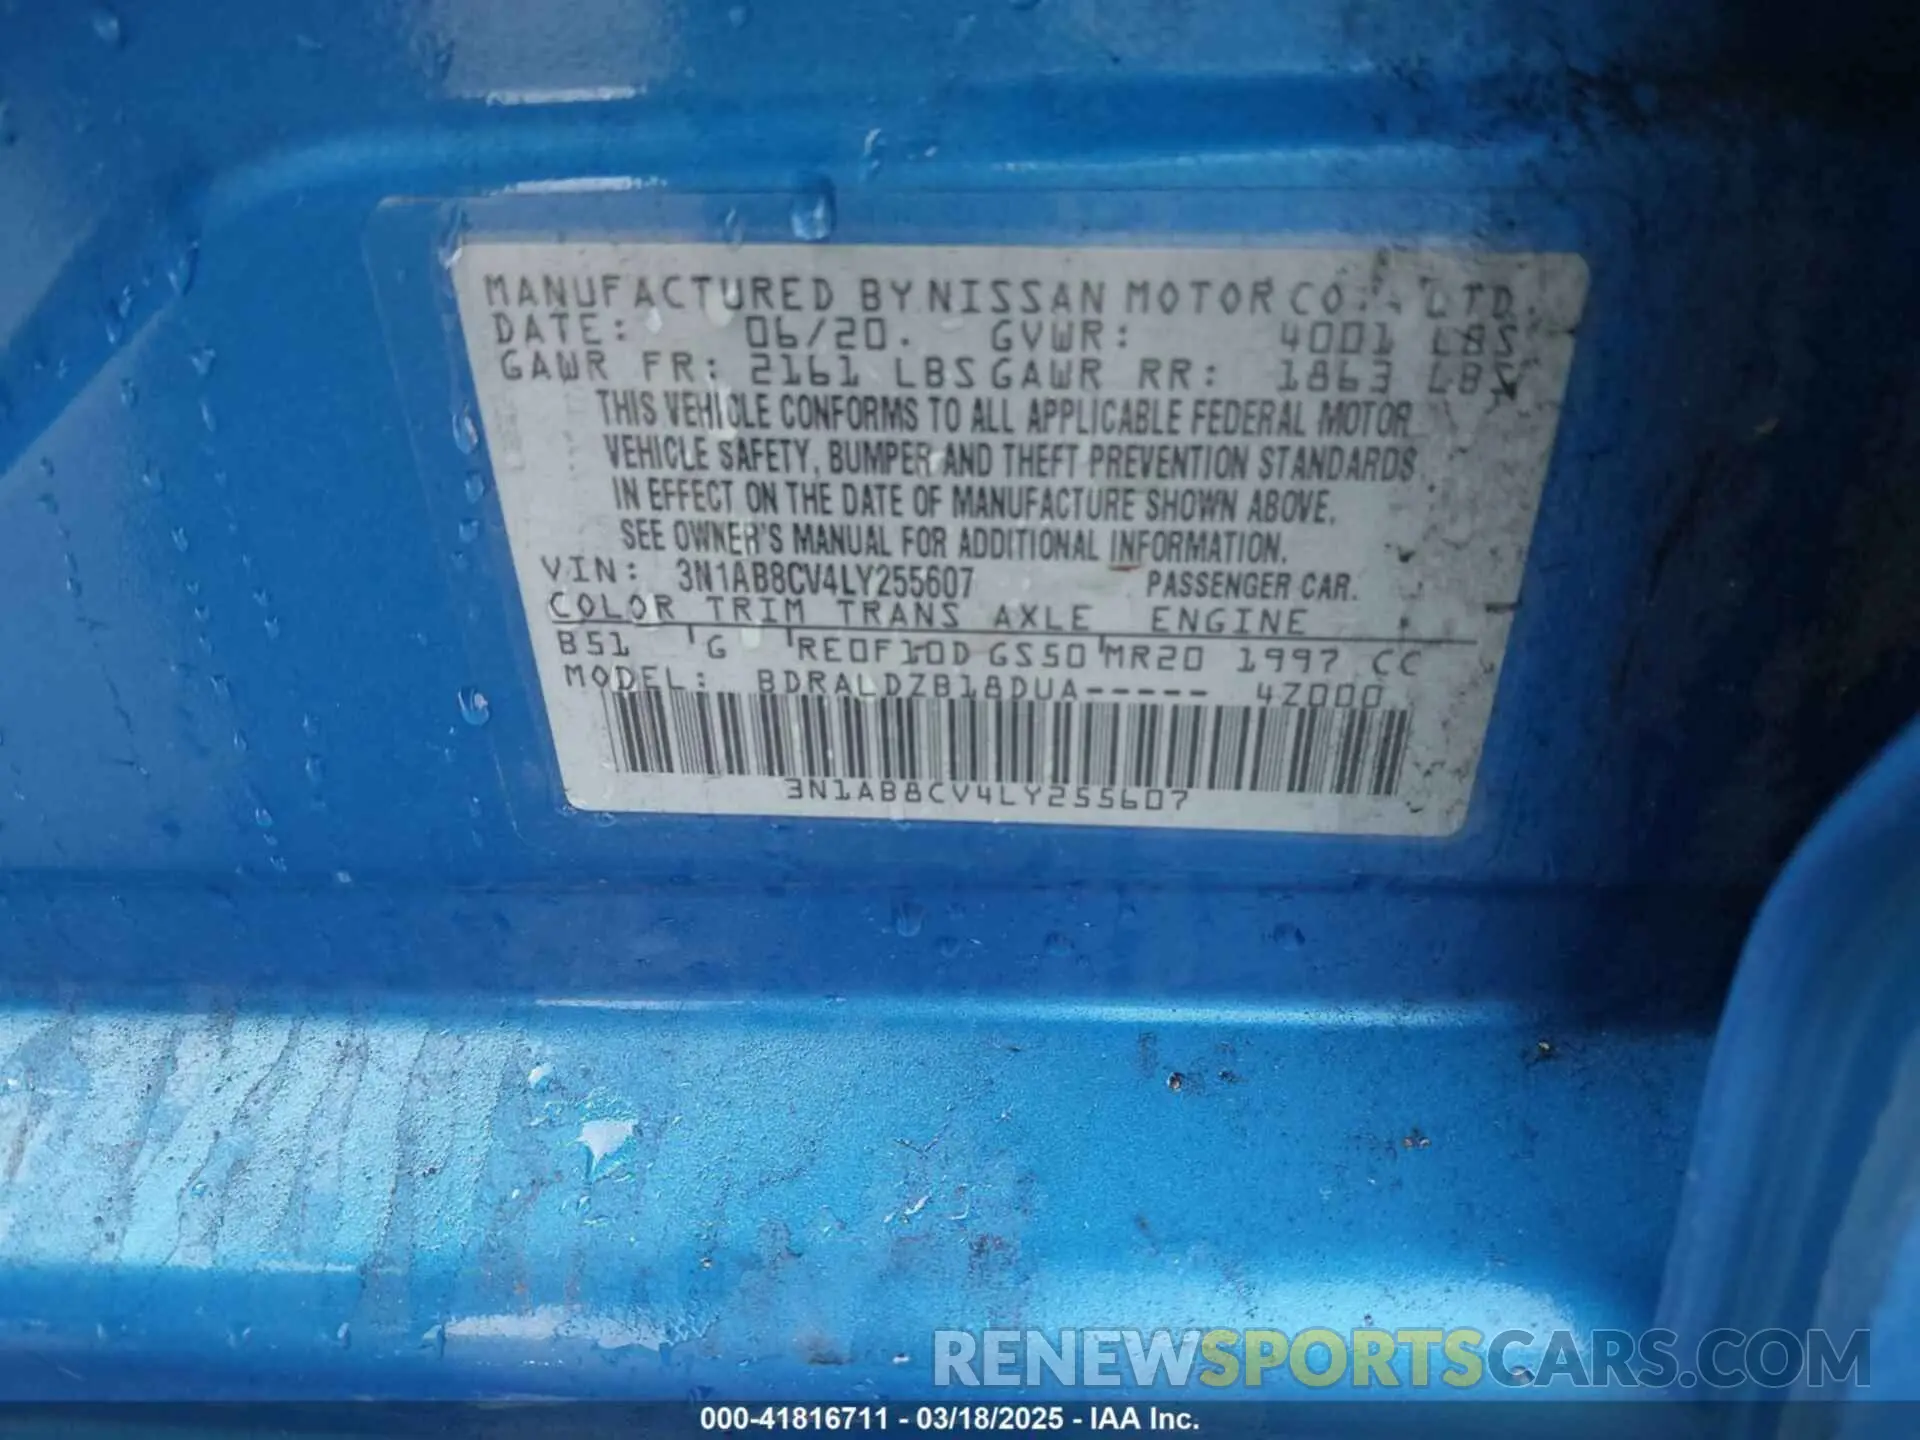 MANUFACTURED BY NISSAN MOTOR CO., LTD.
DATE: 06/20. GVWR: 4001 LBS
GAWR FR: 2161 LBS GAWR RR: 1863 LBS
THIS VEHICLE CONFORMS TO ALL APPLICABLE FEDERAL MOTOR
VEHICLE SAFETY, BUMPER AND THEFT PREVENTION STANDARDS
IN EFFECT ON THE DATE OF MANUFACTURE SHOWN ABOVE.
SEE OWNER'S MANUAL FOR ADDITIONAL INFORMATION.
VIN: 3N1AB8CV4LY255607 PASSENGER CAR.
COLOR TRIM TRANS AXLE ENGINE
B51 G RE0F10D GS50 MR20 1997 CC
MODEL: BDRALDZB18DUA----- 4Z000
3N1AB8CV4LY255607
RENEWSPORTSCARS.COM
000-41816711 - 03/18/2025 - IAA Inc.